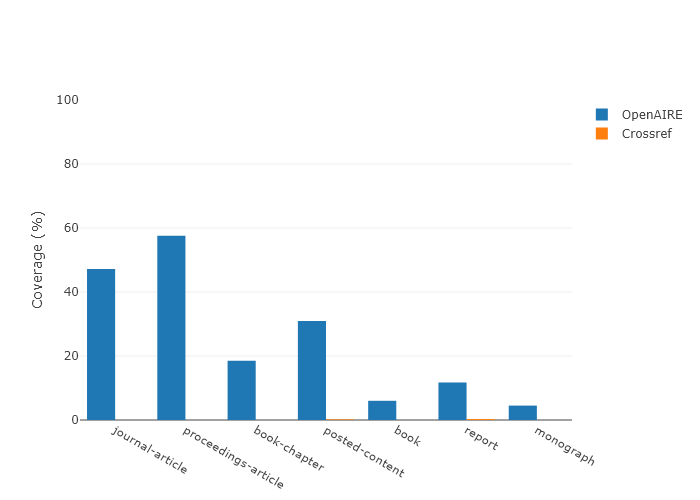 100
80
60
40
20
0
Coverage (%)
journal-article
proceedings-article
book-chapter
posted-content
book
report
monograph
OpenAIRE
Crossref